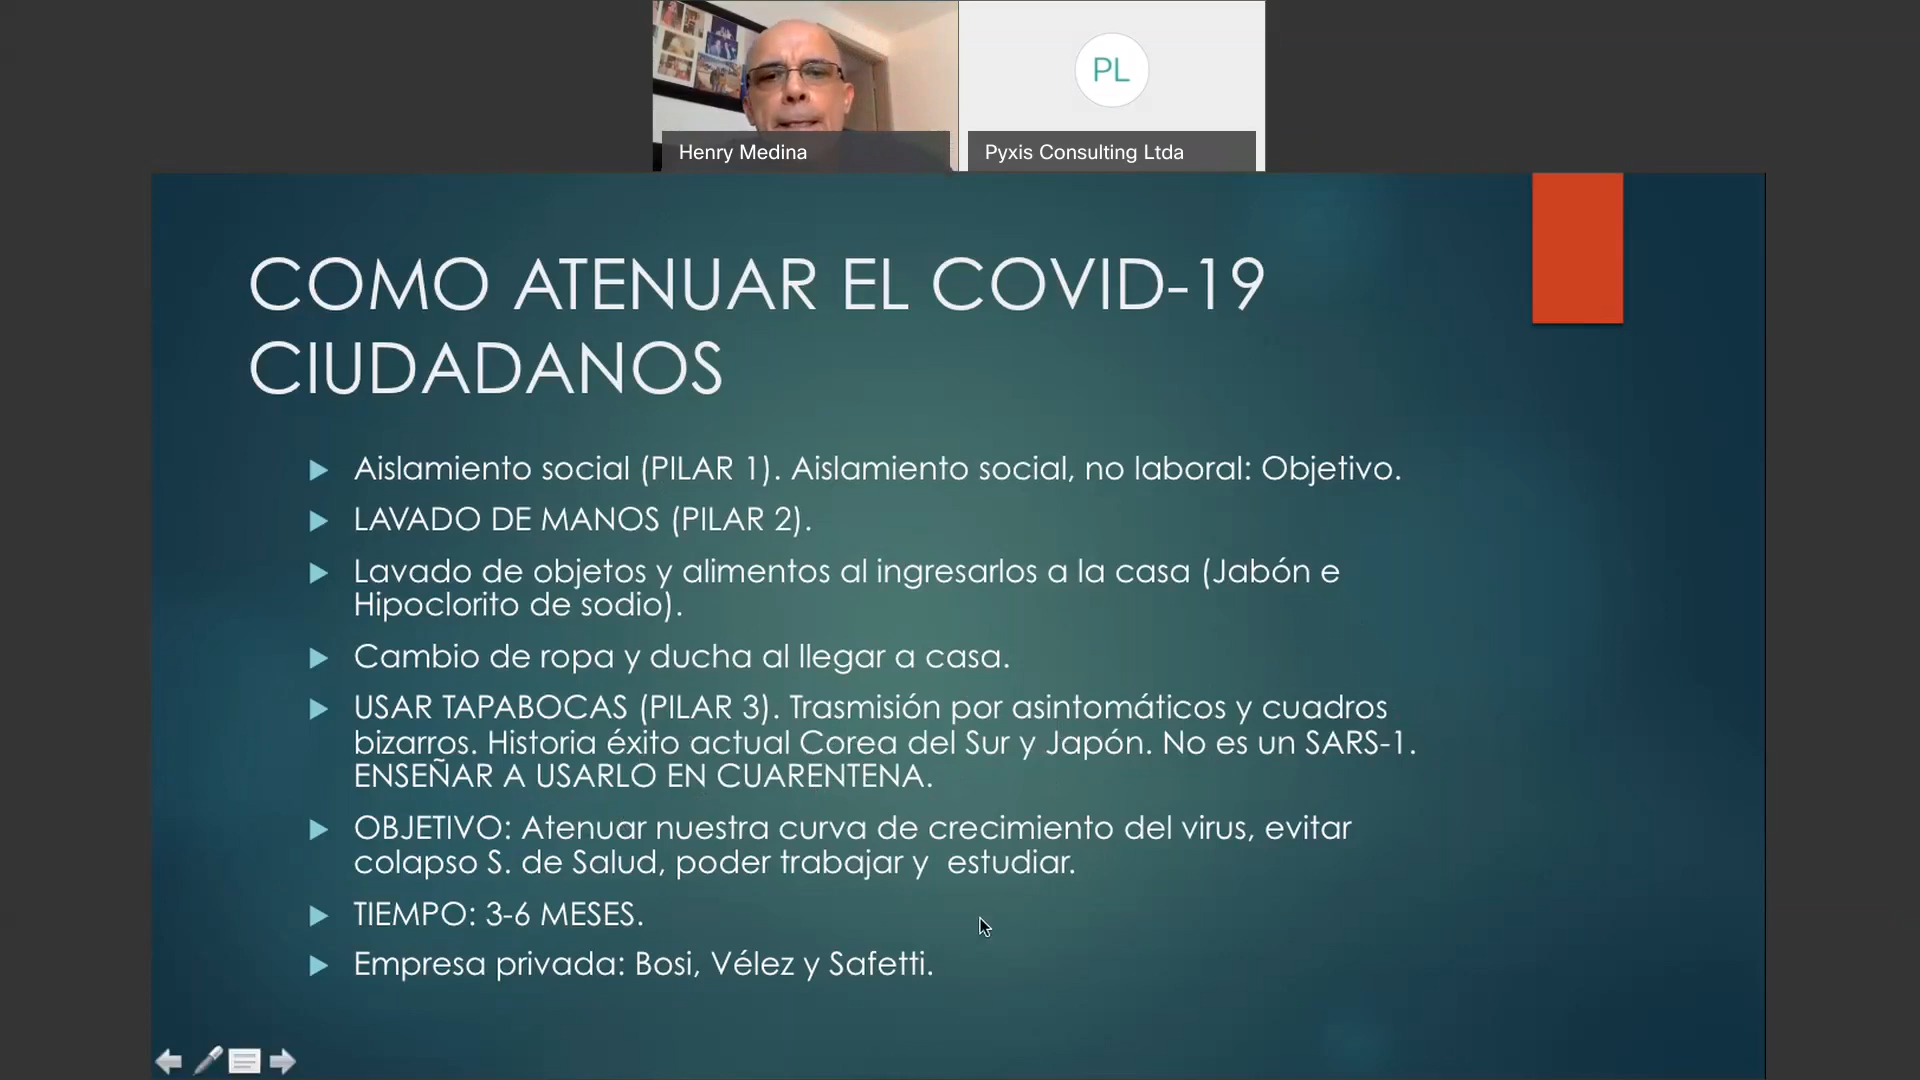 PL
Henry Medina
Pyxis Consulting Ltda
COMO ATENUAR EL COVID-19
CIUDADANOS
Aislamiento social (PILAR 1). Aislamiento social, no laboral: Objetivo.
LAVADO DE MANOS (PILAR 2).
Lavado de objetos y alimentos al ingresarlos a la casa (Jabón e
Hipoclorito de sodio).
Cambio de ropa y ducha al llegar a casa.
USAR TAPABOCAS (PILAR 3). Trasmisión por asintomáticos y cuadros
bizarros. Historia éxito actual Corea del Sur y Japón. No es un SARS-1.
ENSEÑAR A USARLO EN CUARENTENA.
OBJETIVO: Atenuar nuestra curva de crecimiento del virus, evitar
colapso S. de Salud, poder trabajar y  estudiar.
TIEMPO: 3-6 MESES.
Empresa privada: Bosi, Vélez y Safetti.